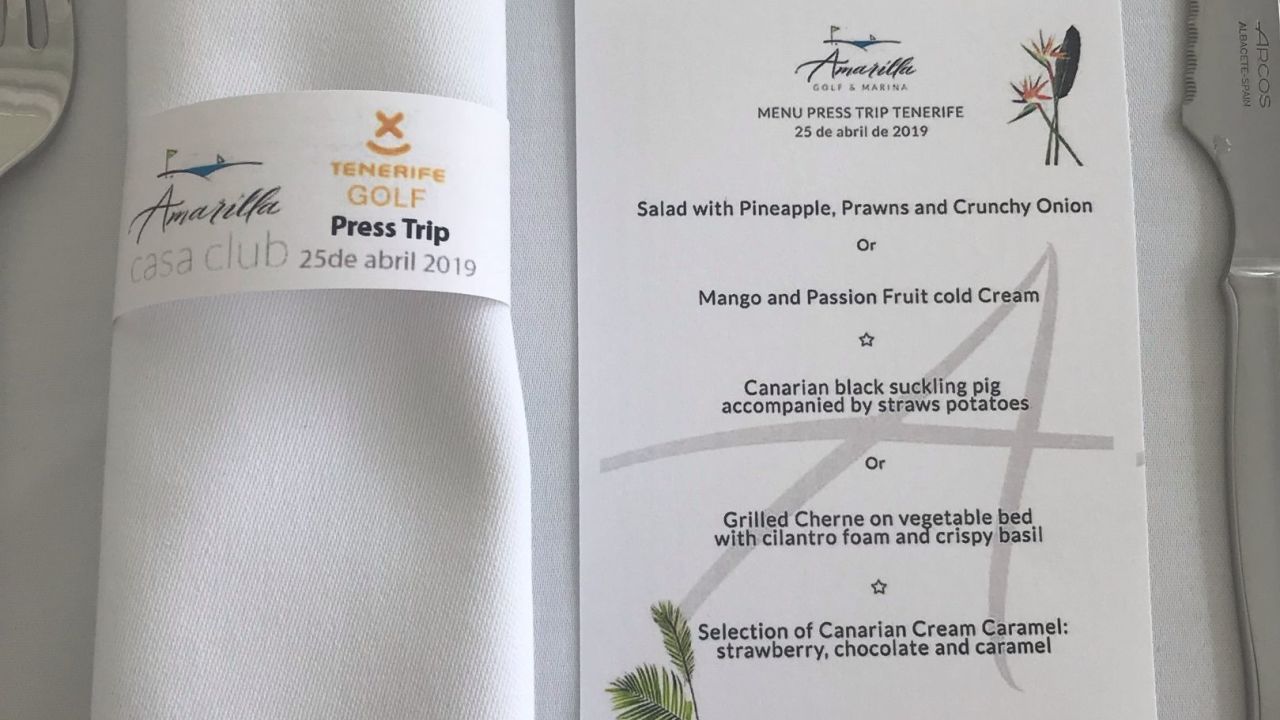 Amarilla
casa club
TENERIFE
GOLF
Press Trip
25de abril 2019
Amarilla
GOLF & MARINA
MENU PRESS TRIP TENERIFE
25 de abril de 2019
Salad with Pineapple, Prawns and Crunchy Onion
Or
Mango and Passion Fruit cold Cream
Canarian black suckling pig
accompanied by straws potatoes
Or
Grilled Cherne on vegetable bed
with cilantro foam and crispy basil
Selection of Canarian Cream Caramel:
strawberry, chocolate and caramel
ARCOS
ALBACETE-SPAIN